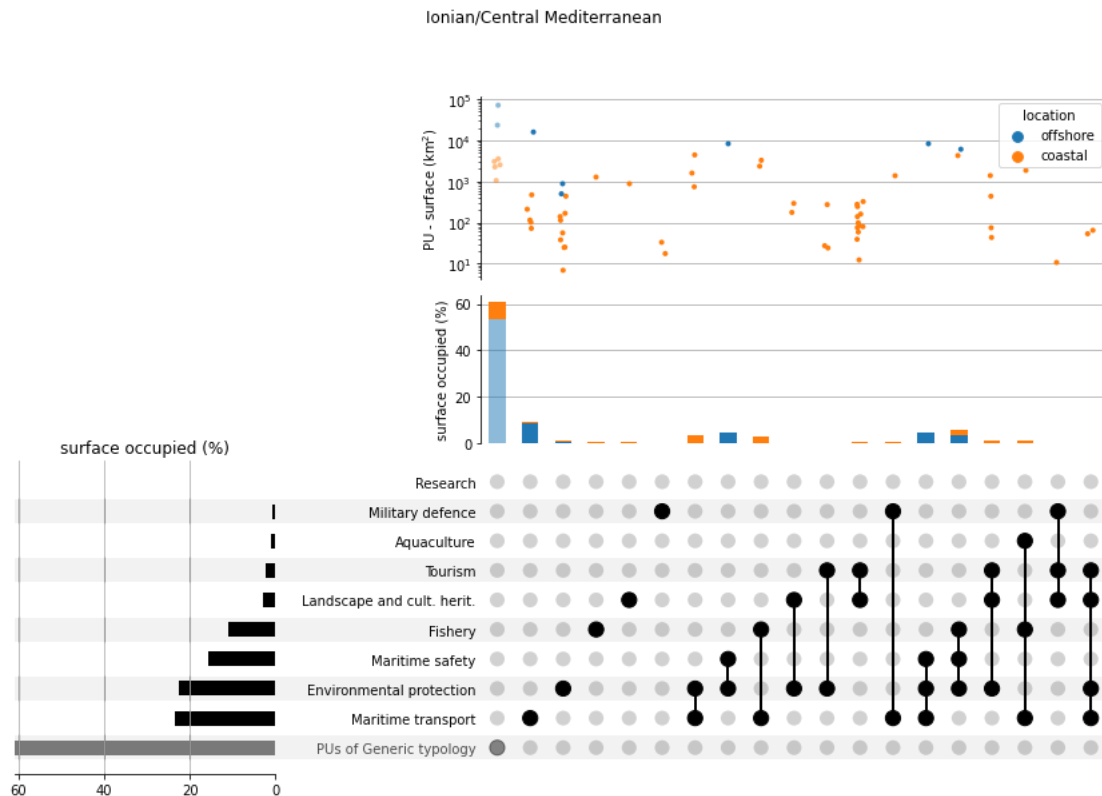 Ionian/Central Mediterranean
10⁵
10⁴
10³
10²
10¹
PU - surface (km²)
location
offshore
coastal
60
40
20
0
surface occupied (%)
surface occupied (%)
Research
Military defence
Aquaculture
Tourism
Landscape and cult. herit.
Fishery
Maritime safety
Environmental protection
Maritime transport
PUs of Generic typology
60
40
20
0